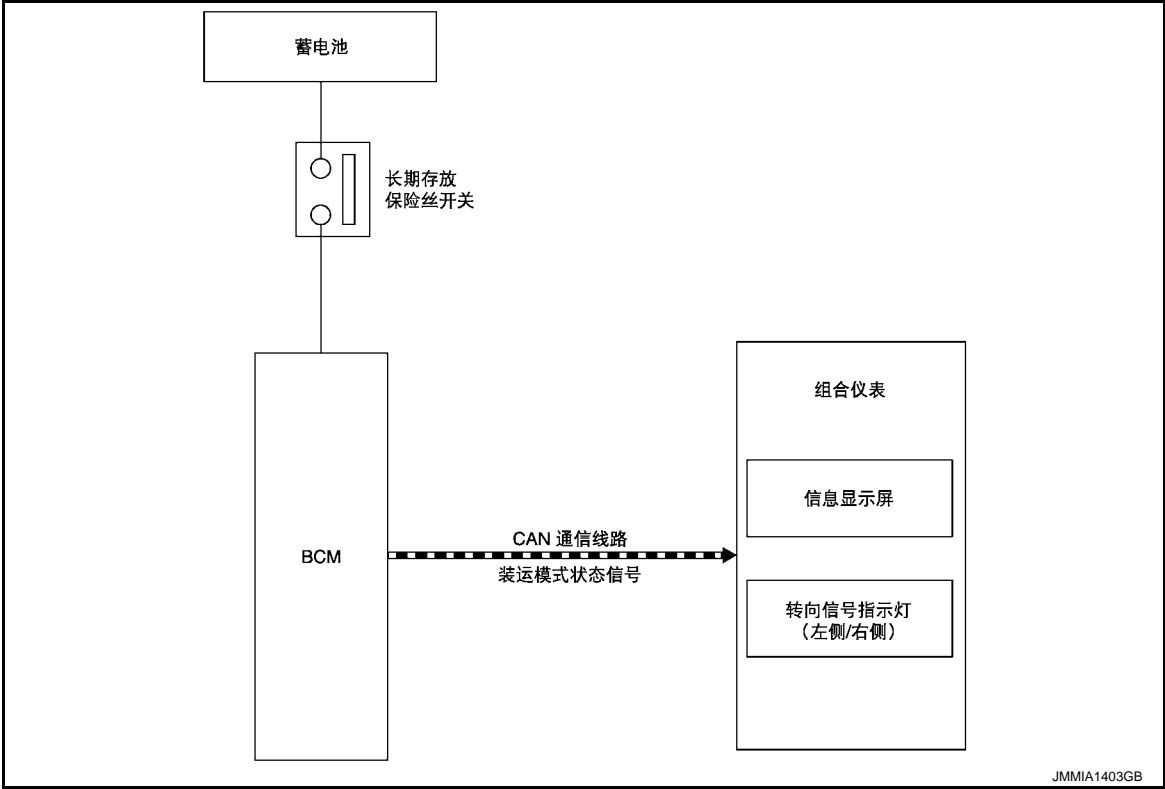 蓄电池
长期存放
保险丝开关
组合仪表
信息显示屏
BCM
CAN 通信线路
装运模式状态信号
转向信号指示灯
（左侧/右侧）
JMMIA1403GB